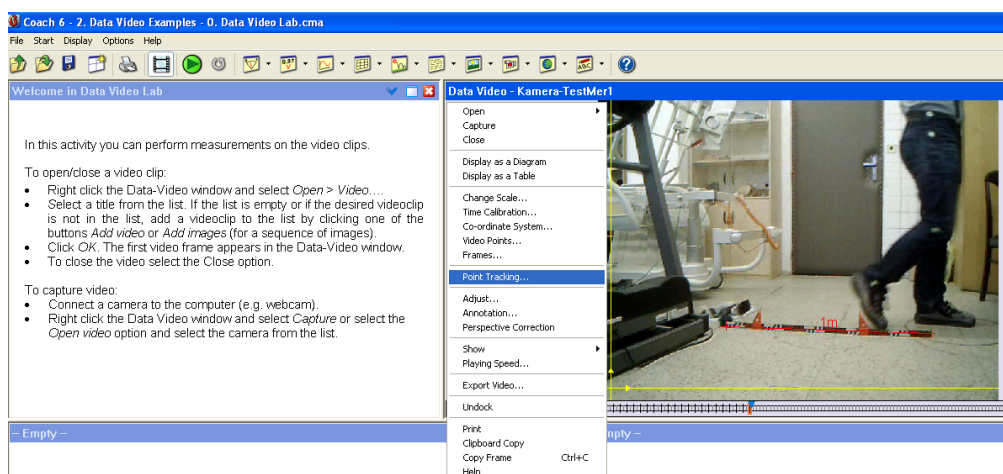 Coach 6 - 2. Data Video Examples - 0. Data Video Lab.cma
File Start Display Options Help
0.57
ABC
Welcome in Data Video Lab
In this activity you can perform measurements on the video clips.
To open/close a video clip:
• Right click the Data-Video window and select Open > Video....
• Select a title from the list. If the list is empty or if the desired videoclip
is not in the list, add a videoclip to the list by clicking one of the
buttons Add video or Add images (for a sequence of images).
• Click OK. The first video frame appears in the Data-Video window.
• To close the video select the Close option.
To capture video:
• Connect a camera to the computer (e.g. webcam).
• Right click the Data Video window and select Capture or select the
Open video option and select the camera from the list.
Data Video - Kamera-TestMer1
Open
Capture
Close
Display as a Diagram
Display as a Table
Change Scale...
Time Calibration...
Co-ordinate System...
Video Points...
Frames...
Point Tracking...
Adjust...
Annotation...
Perspective Correction
Show
Playing Speed...
Export Video...
Undock
Print
Clipboard Copy
Copy Frame Ctrl+C
Help
1m
– Empty –
mpty –